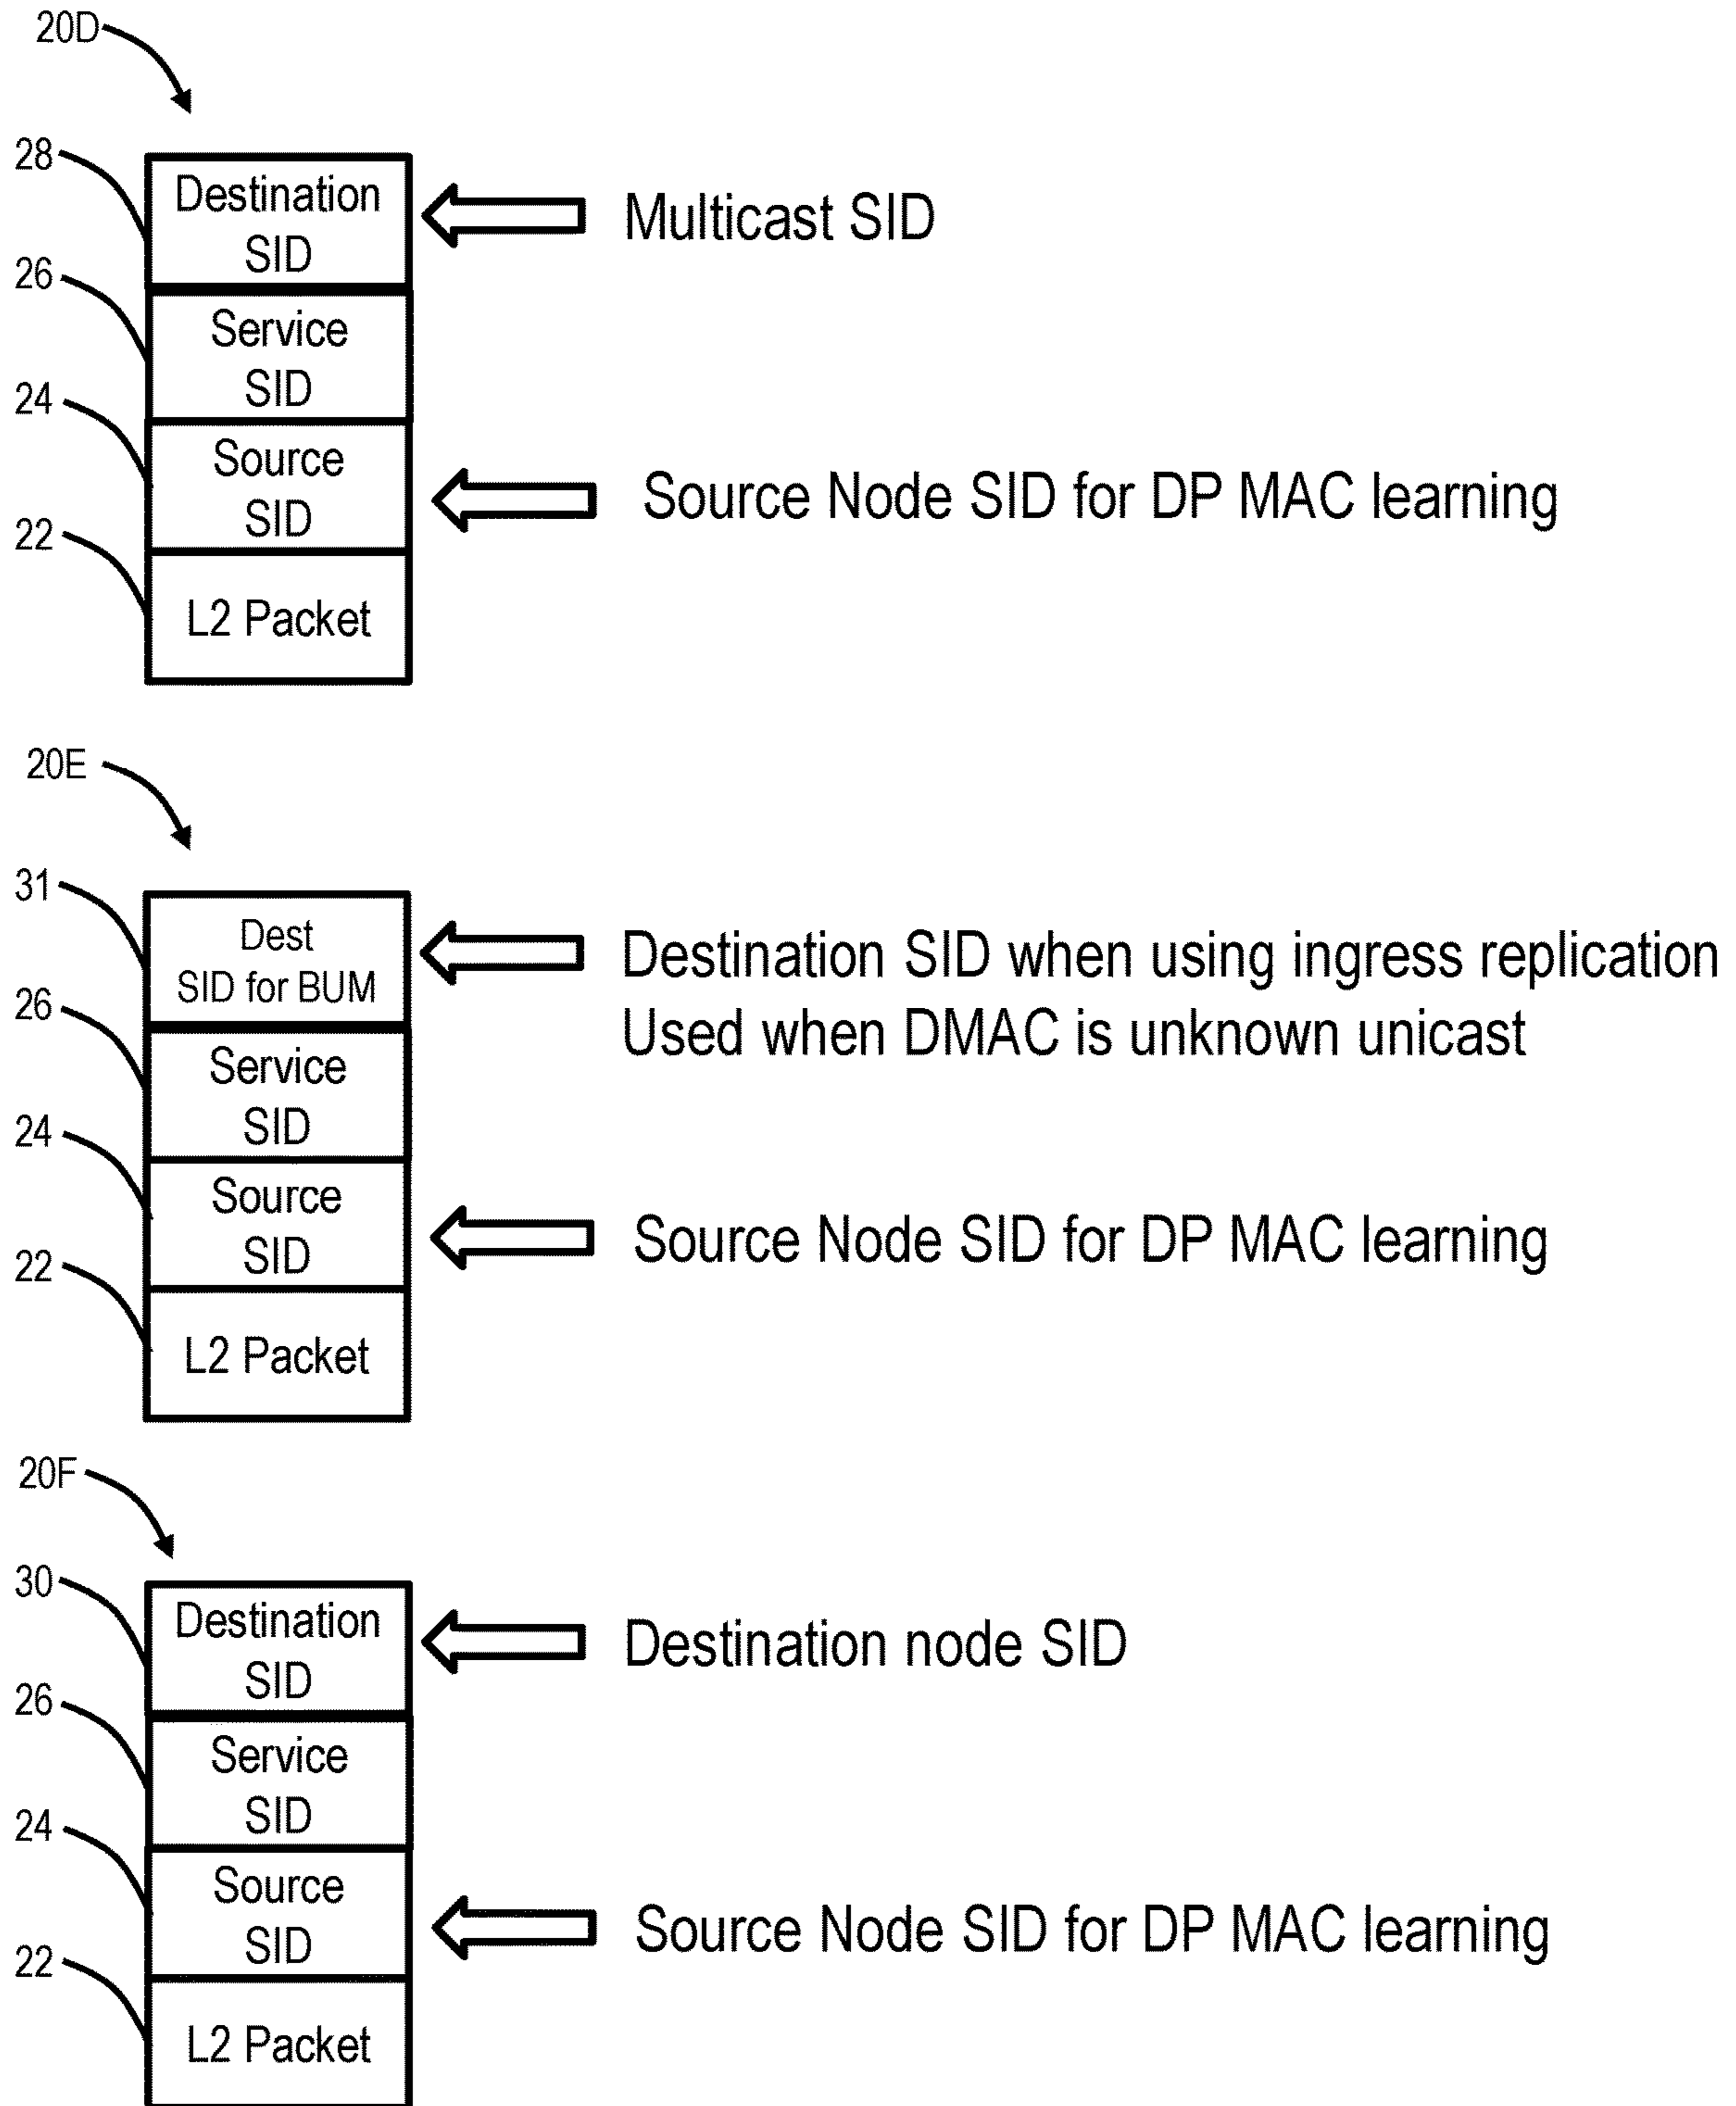 20D
28
Destination
SID
Multicast SID
26
Service
SID
24
Source
SID
Source Node SID for DP MAC learning
22
L2 Packet
20E
31
Dest
SID for BUM
Destination SID when using ingress replication
Used when DMAC is unknown unicast
26
Service
SID
24
Source
SID
Source Node SID for DP MAC learning
22
L2 Packet
20F
30
Destination
SID
Destination node SID
26
Service
SID
24
Source
SID
Source Node SID for DP MAC learning
22
L2 Packet